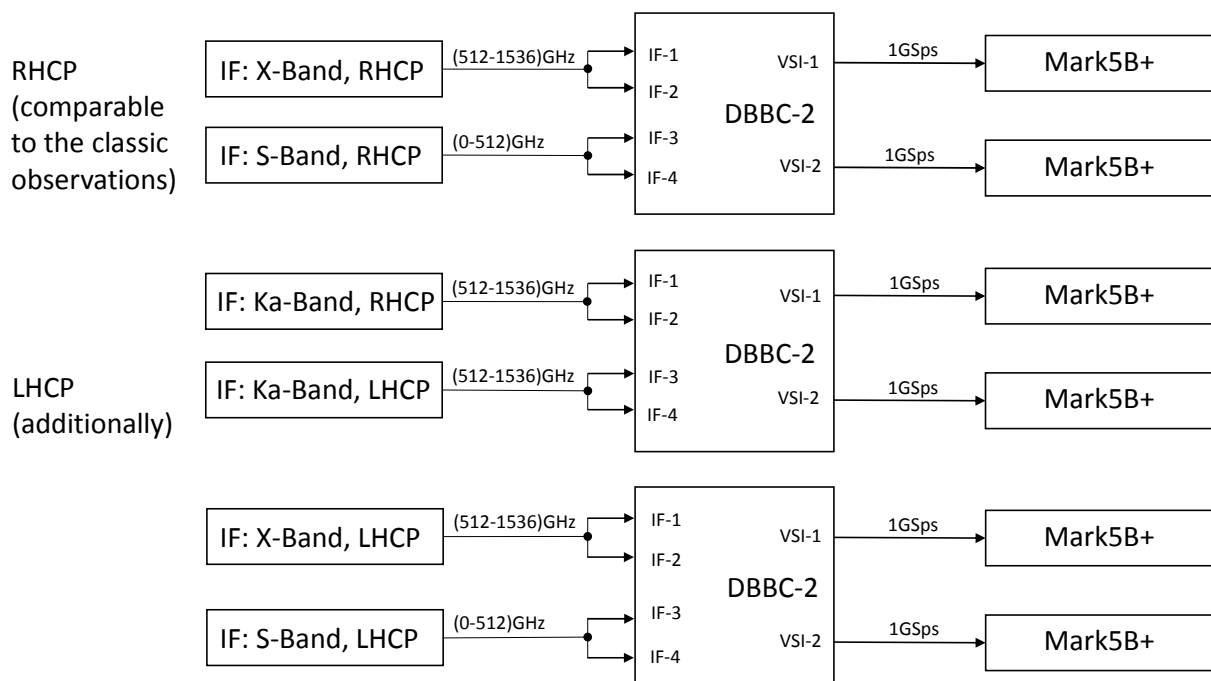 RHCP
(comparable
to the classic
observations)
IF: X-Band, RHCP
(512-1536)GHz
IF-1
IF-2
IF: S-Band, RHCP
(0-512)GHz
IF-3
IF-4
DBBC-2
VSI-1
VSI-2
1GSps
Mark5B+
1GSps
Mark5B+
IF: Ka-Band, RHCP
(512-1536)GHz
IF-1
IF-2
LHCP
(additionally)
IF: Ka-Band, LHCP
(512-1536)GHz
IF-3
IF-4
DBBC-2
VSI-1
VSI-2
1GSps
Mark5B+
1GSps
Mark5B+
IF: X-Band, LHCP
(512-1536)GHz
IF-1
IF-2
IF: S-Band, LHCP
(0-512)GHz
IF-3
IF-4
DBBC-2
VSI-1
VSI-2
1GSps
Mark5B+
1GSps
Mark5B+